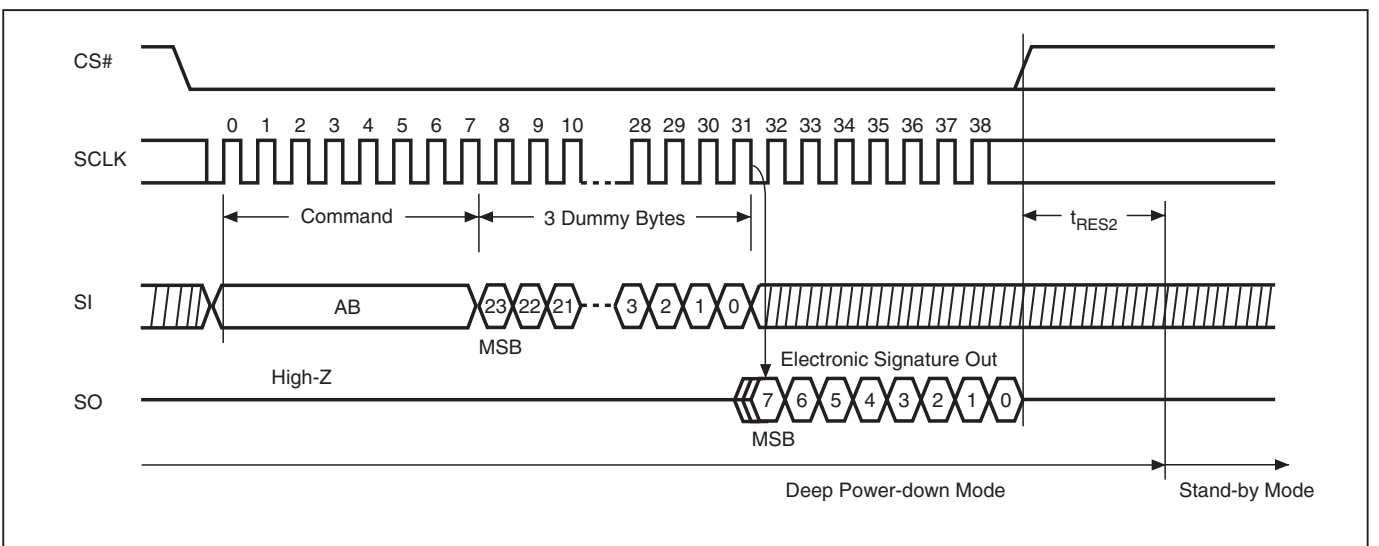 CS#
0 1 2 3 4 5 6 7 8 9 10 28 29 30 31 32 33 34 35 36 37 38
SCLK
Command 3 Dummy Bytes tRES2
SI AB 23 22 21 3 2 1 0
MSB
Electronic Signature Out
High-Z
SO 7 6 5 4 3 2 1 0
MSB
Deep Power-down Mode Stand-by Mode